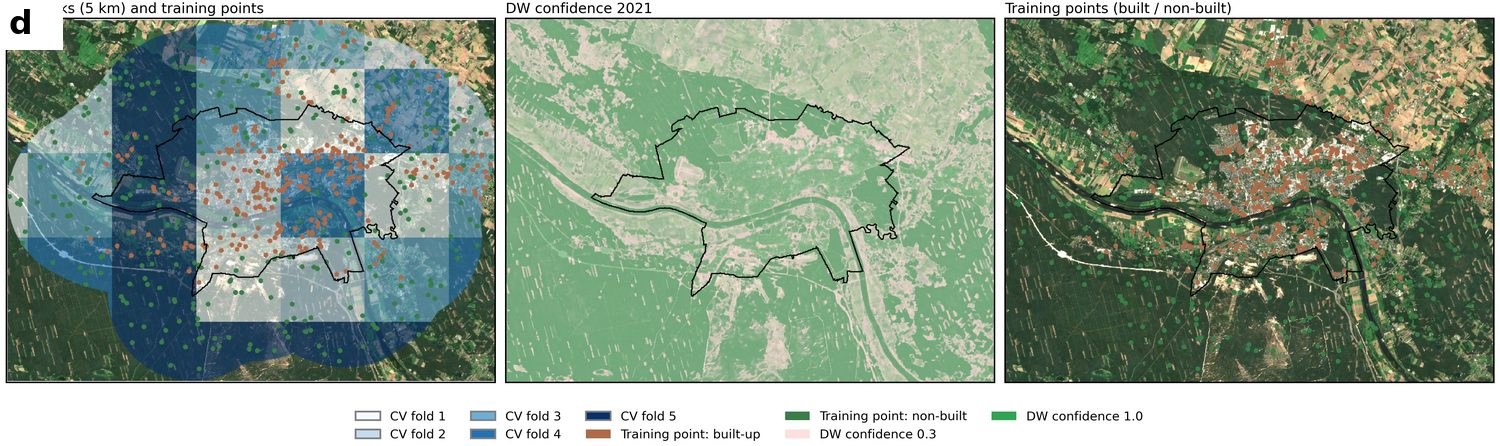 d
ks (5 km) and training points
DW confidence 2021
Training points (built / non-built)
CV fold 1
CV fold 2
CV fold 3
CV fold 4
CV fold 5
Training point: built-up
Training point: non-built
DW confidence 0.3
DW confidence 1.0